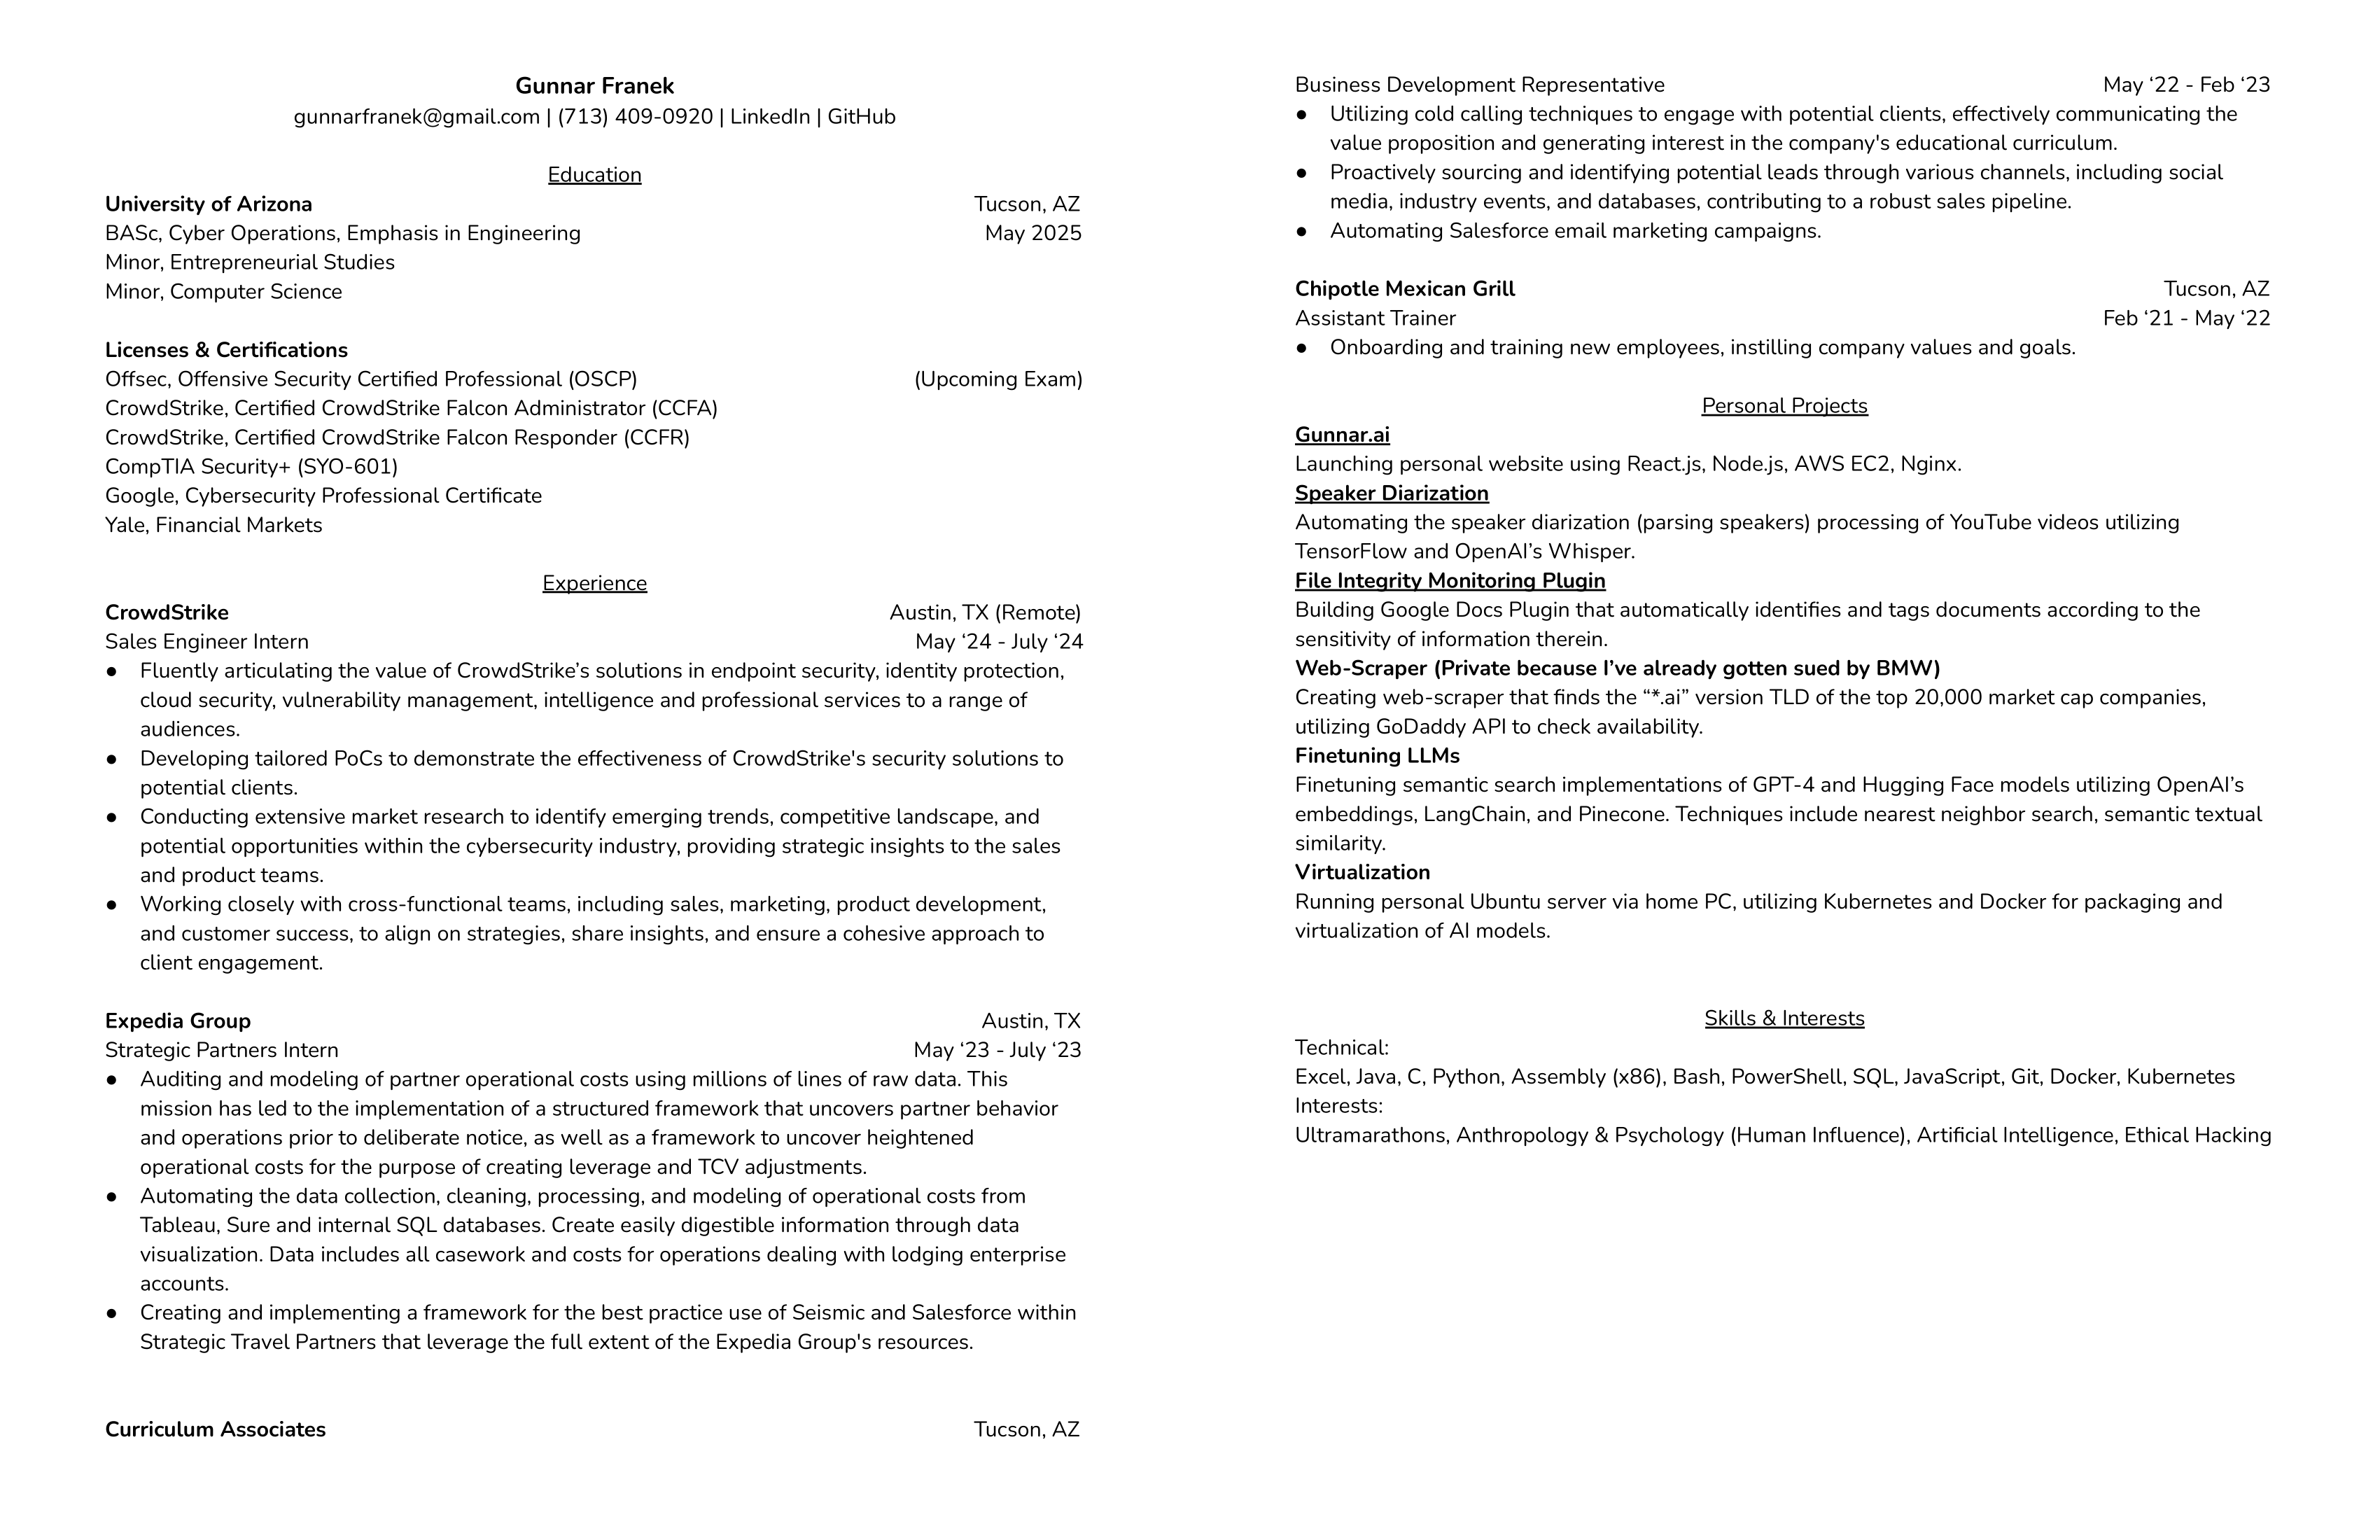 Gunnar Franek
gunnarfranek@gmail.com | (713) 409-0920 | LinkedIn | GitHub
Education
University of Arizona Tucson, AZ
BASc, Cyber Operations, Emphasis in Engineering May 2025
Minor, Entrepreneurial Studies
Minor, Computer Science
Licenses & Certifications
Offsec, Offensive Security Certified Professional (OSCP) (Upcoming Exam)
CrowdStrike, Certified CrowdStrike Falcon Administrator (CCFA)
CrowdStrike, Certified CrowdStrike Falcon Responder (CCFR)
CompTIA Security+ (SYO-601)
Google, Cybersecurity Professional Certificate
Yale, Financial Markets
Experience
CrowdStrike Austin, TX (Remote)
Sales Engineer Intern May ‘24 - July ‘24
● Fluently articulating the value of CrowdStrike’s solutions in endpoint security, identity protection,
cloud security, vulnerability management, intelligence and professional services to a range of
audiences.
● Developing tailored PoCs to demonstrate the effectiveness of CrowdStrike's security solutions to
potential clients.
● Conducting extensive market research to identify emerging trends, competitive landscape, and
potential opportunities within the cybersecurity industry, providing strategic insights to the sales
and product teams.
● Working closely with cross-functional teams, including sales, marketing, product development,
and customer success, to align on strategies, share insights, and ensure a cohesive approach to
client engagement.
Expedia Group Austin, TX
Strategic Partners Intern May ‘23 - July ‘23
● Auditing and modeling of partner operational costs using millions of lines of raw data. This
mission has led to the implementation of a structured framework that uncovers partner behavior
and operations prior to deliberate notice, as well as a framework to uncover heightened
operational costs for the purpose of creating leverage and TCV adjustments.
● Automating the data collection, cleaning, processing, and modeling of operational costs from
Tableau, Sure and internal SQL databases. Create easily digestible information through data
visualization. Data includes all casework and costs for operations dealing with lodging enterprise
accounts.
● Creating and implementing a framework for the best practice use of Seismic and Salesforce within
Strategic Travel Partners that leverage the full extent of the Expedia Group's resources.
Curriculum Associates Tucson, AZ
Business Development Representative May ‘22 - Feb ‘23
● Utilizing cold calling techniques to engage with potential clients, effectively communicating the
value proposition and generating interest in the company's educational curriculum.
● Proactively sourcing and identifying potential leads through various channels, including social
media, industry events, and databases, contributing to a robust sales pipeline.
● Automating Salesforce email marketing campaigns.
Chipotle Mexican Grill Tucson, AZ
Assistant Trainer Feb ‘21 - May ‘22
● Onboarding and training new employees, instilling company values and goals.
Personal Projects
Gunnar.ai
Launching personal website using React.js, Node.js, AWS EC2, Nginx.
Speaker Diarization
Automating the speaker diarization (parsing speakers) processing of YouTube videos utilizing
TensorFlow and OpenAI’s Whisper.
File Integrity Monitoring Plugin
Building Google Docs Plugin that automatically identifies and tags documents according to the
sensitivity of information therein.
Web-Scraper (Private because I’ve already gotten sued by BMW)
Creating web-scraper that finds the “*.ai” version TLD of the top 20,000 market cap companies,
utilizing GoDaddy API to check availability.
Finetuning LLMs
Finetuning semantic search implementations of GPT-4 and Hugging Face models utilizing OpenAI’s
embeddings, LangChain, and Pinecone. Techniques include nearest neighbor search, semantic textual
similarity.
Virtualization
Running personal Ubuntu server via home PC, utilizing Kubernetes and Docker for packaging and
virtualization of AI models.
Skills & Interests
Technical:
Excel, Java, C, Python, Assembly (x86), Bash, PowerShell, SQL, JavaScript, Git, Docker, Kubernetes
Interests:
Ultramarathons, Anthropology & Psychology (Human Influence), Artificial Intelligence, Ethical Hacking